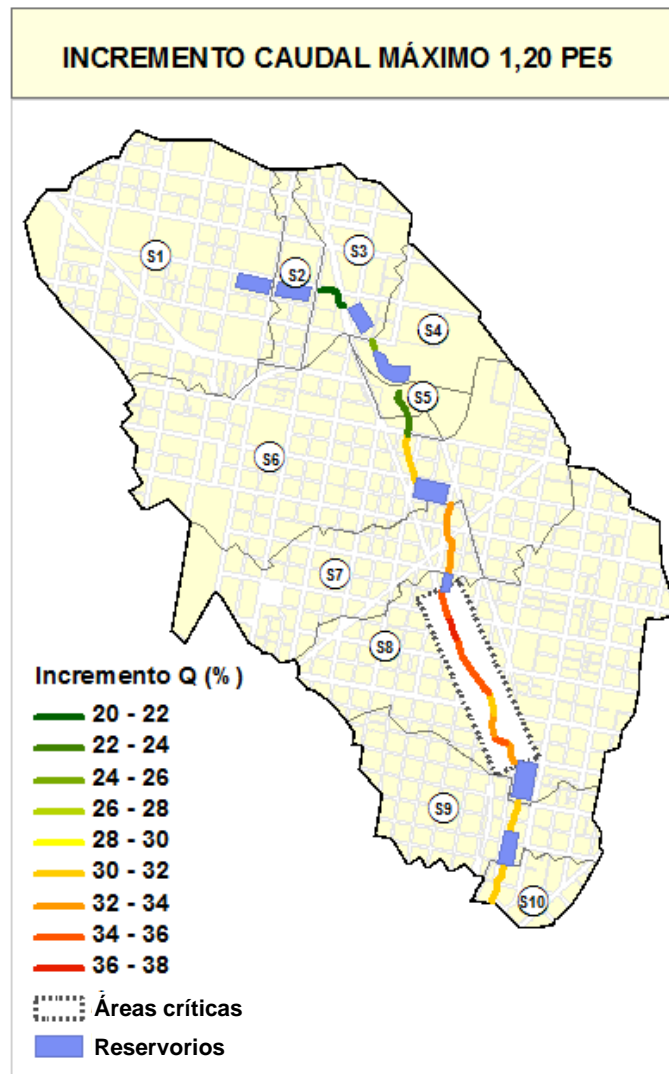 INCREMENTO CAUDAL MÁXIMO 1,20 PE5
S1
S2
S3
S4
S5
S6
S7
S8
S9
S10
Incremento Q (%)
20 - 22
22 - 24
24 - 26
26 - 28
28 - 30
30 - 32
32 - 34
34 - 36
36 - 38
Áreas críticas
Reservorios